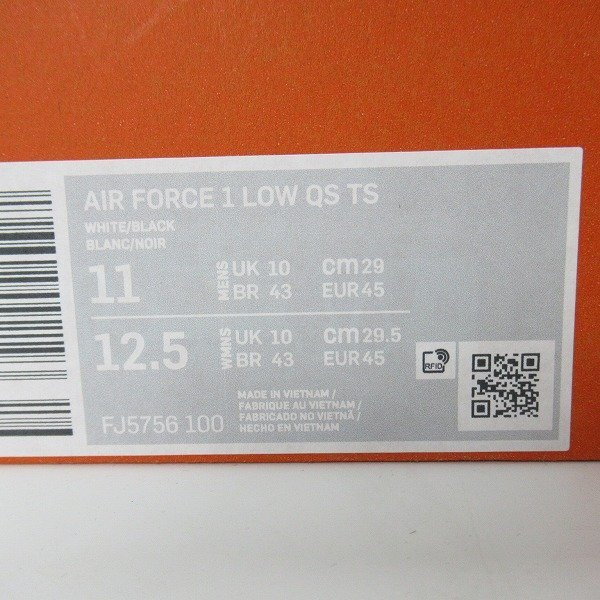 AIR FORCE 1 LOW QS TS
WHITE/BLACK
BLANC/NOIR
11 MENS UK 10 cm 29
BR 43 EUR 45
12.5 WMNS UK 10 cm 29.5
BR 43 EUR 45
RFID
FJ5756 100
MADE IN VIETNAM /
FABRIQUE AU VIETNAM /
FABRICADO NO VIETNÃ /
HECHO EN VIETNAM